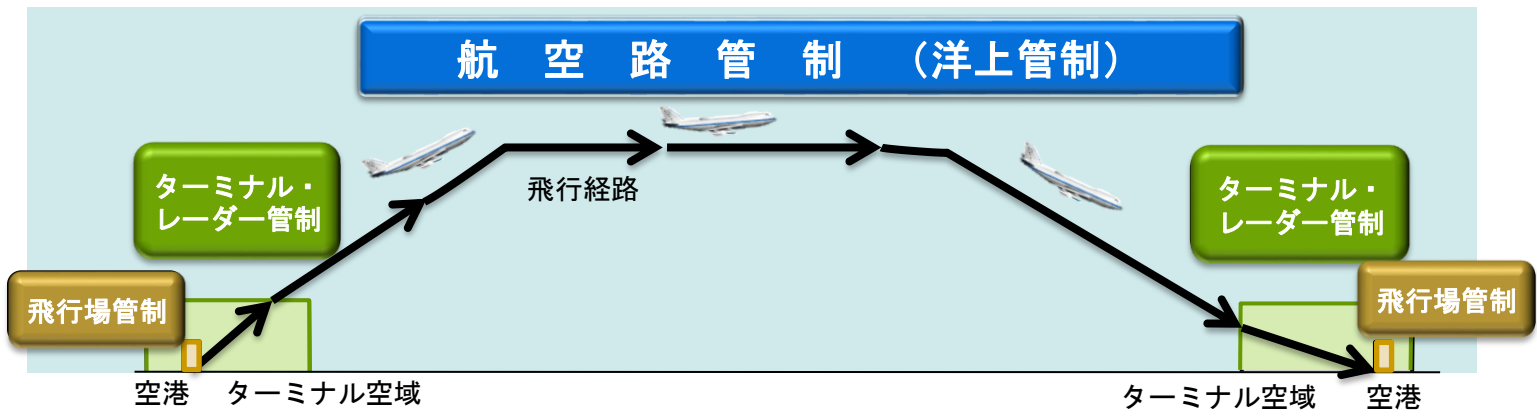 航空路管制（洋上管制）
ターミナル・
レーダー管制
飛行経路
ターミナル・
レーダー管制
飛行場管制
飛行場管制
空港
ターミナル空域
ターミナル空域
空港